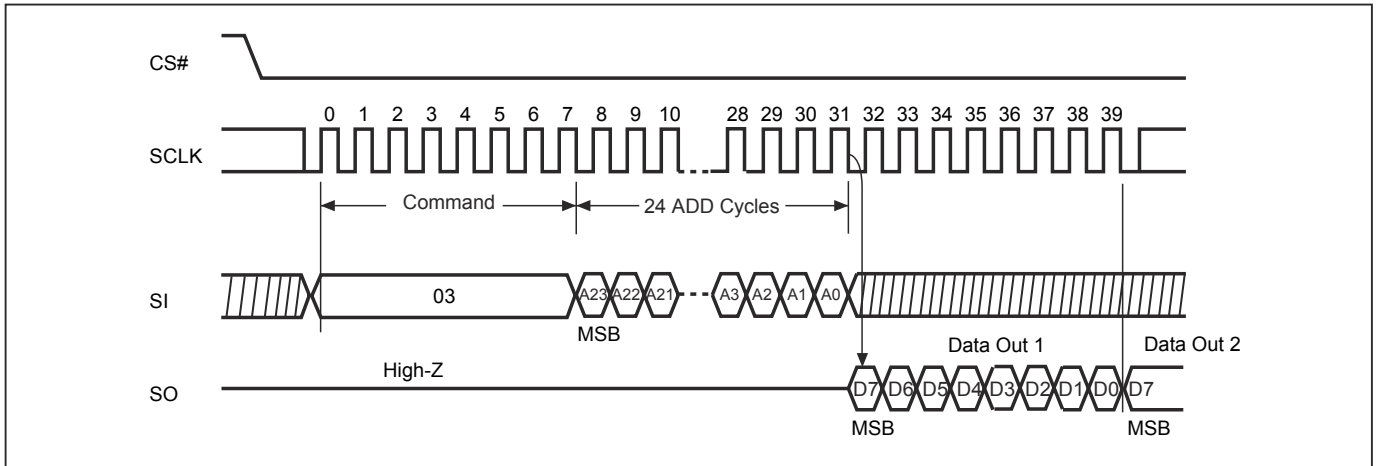 CS#
0 1 2 3 4 5 6 7 8 9 10 28 29 30 31 32 33 34 35 36 37 38 39
SCLK
Command 24 ADD Cycles
SI 03 A23 A22 A21 A3 A2 A1 A0
MSB
Data Out 1 Data Out 2
High-Z
SO D7 D6 D5 D4 D3 D2 D1 D0 D7
MSB MSB